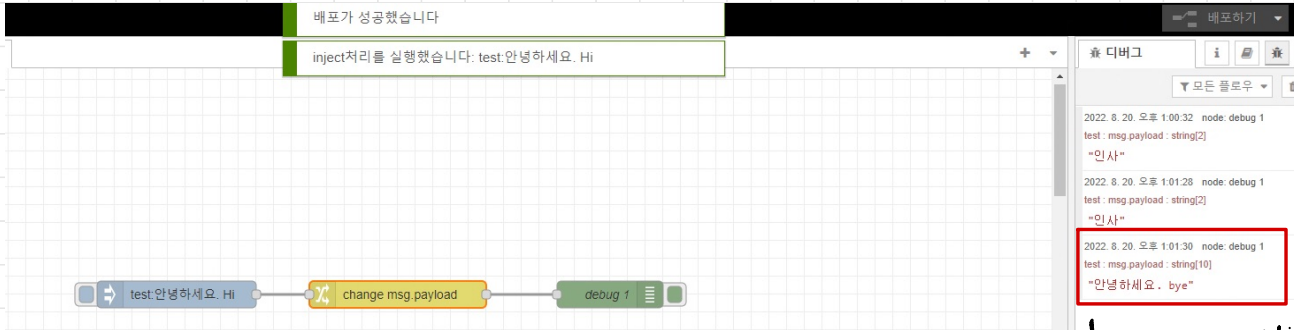 배포가 성공했습니다
배포하기
inject처리를 실행했습니다: test:안녕하세요. Hi
디버그
i
모든 플로우
2022. 8. 20. 오후 1:00:32 node: debug 1
test : msg.payload : string[2]
"인사"
2022. 8. 20. 오후 1:01:28 node: debug 1
test : msg.payload : string[2]
"인사"
2022. 8. 20. 오후 1:01:30 node: debug 1
test : msg.payload : string[10]
"안녕하세요. bye"
test:안녕하세요. Hi
change msg.payload
debug 1